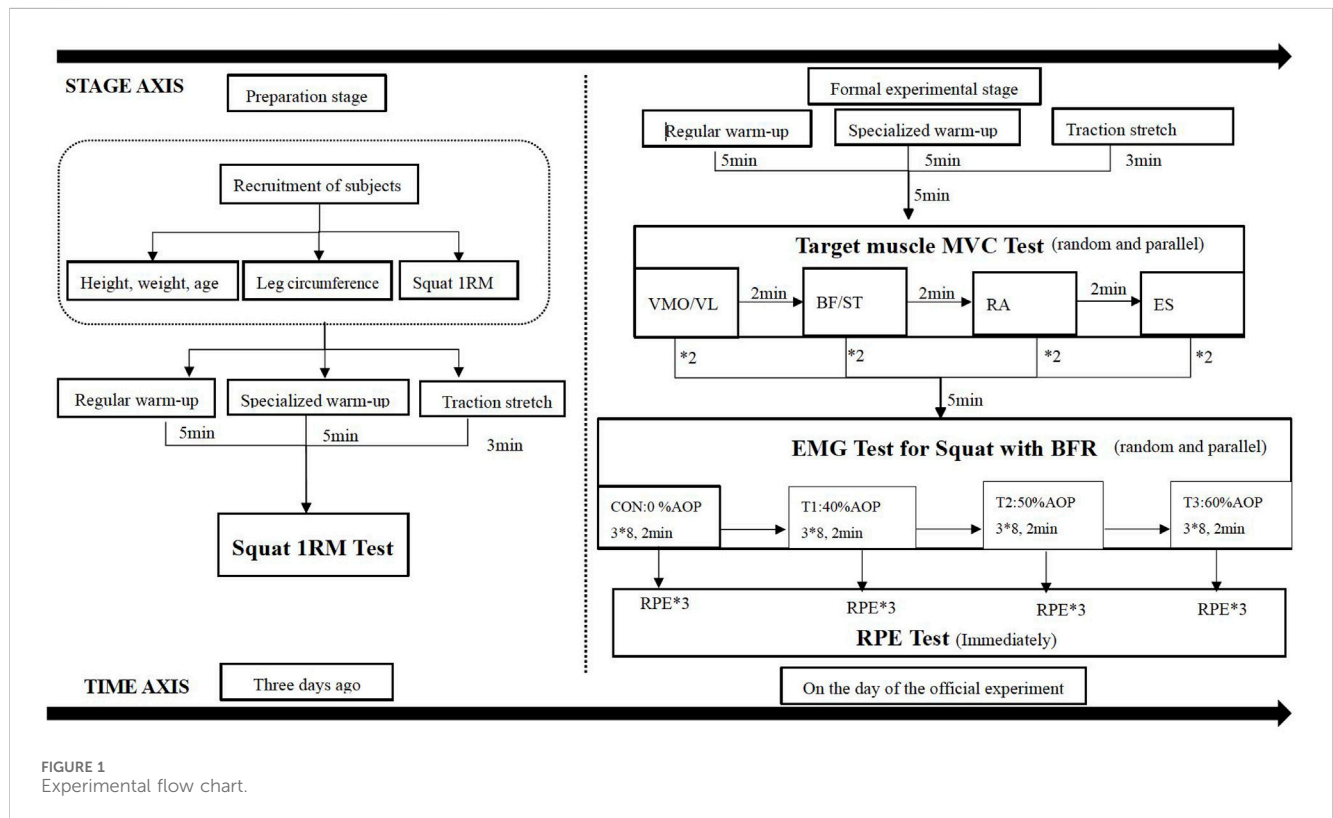 STAGE AXIS
Preparation stage
Recruitment of subjects
Height, weight, age
Leg circumference
Squat 1RM
Regular warm-up
Specialized warm-up
Traction stretch
5min
5min
3min
Squat 1RM Test
Formal experimental stage
Regular warm-up
Specialized warm-up
Traction stretch
5min
5min
3min
5min
Target muscle MVC Test (random and parallel)
VMO/VL
2min
BF/ST
2min
RA
2min
ES
*2
*2
*2
*2
5min
EMG Test for Squat with BFR (random and parallel)
CON:0 %AOP
3*8, 2min
T1:40%AOP
3*8, 2min
T2:50%AOP
3*8, 2min
T3:60%AOP
3*8, 2min
RPE*3
RPE*3
RPE*3
RPE*3
RPE Test (Immediately)
TIME AXIS
Three days ago
On the day of the official experiment
FIGURE 1
Experimental flow chart.